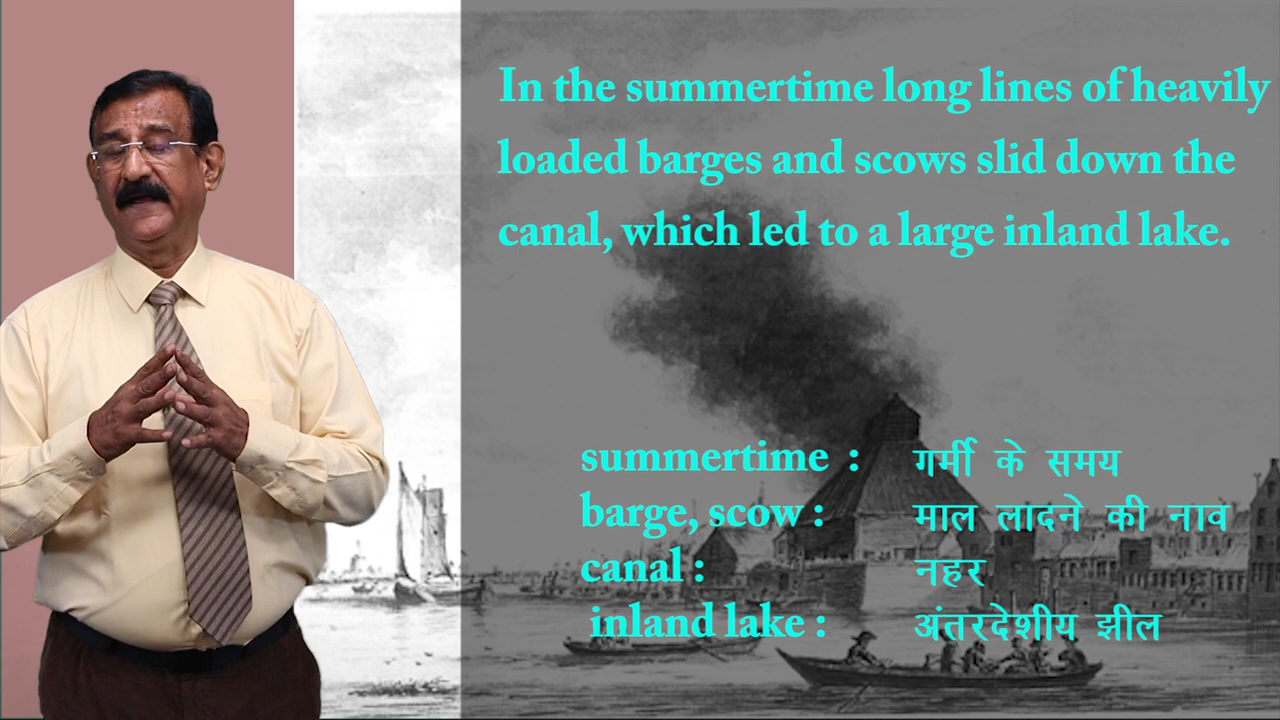 In the summertime long lines of heavily
loaded barges and scows slid down the
canal, which led to a large inland lake.
summertime : गर्मी के समय
barge, scow : माल लादने की नाव
canal : नहर
inland lake : अंतरदेशीय झील